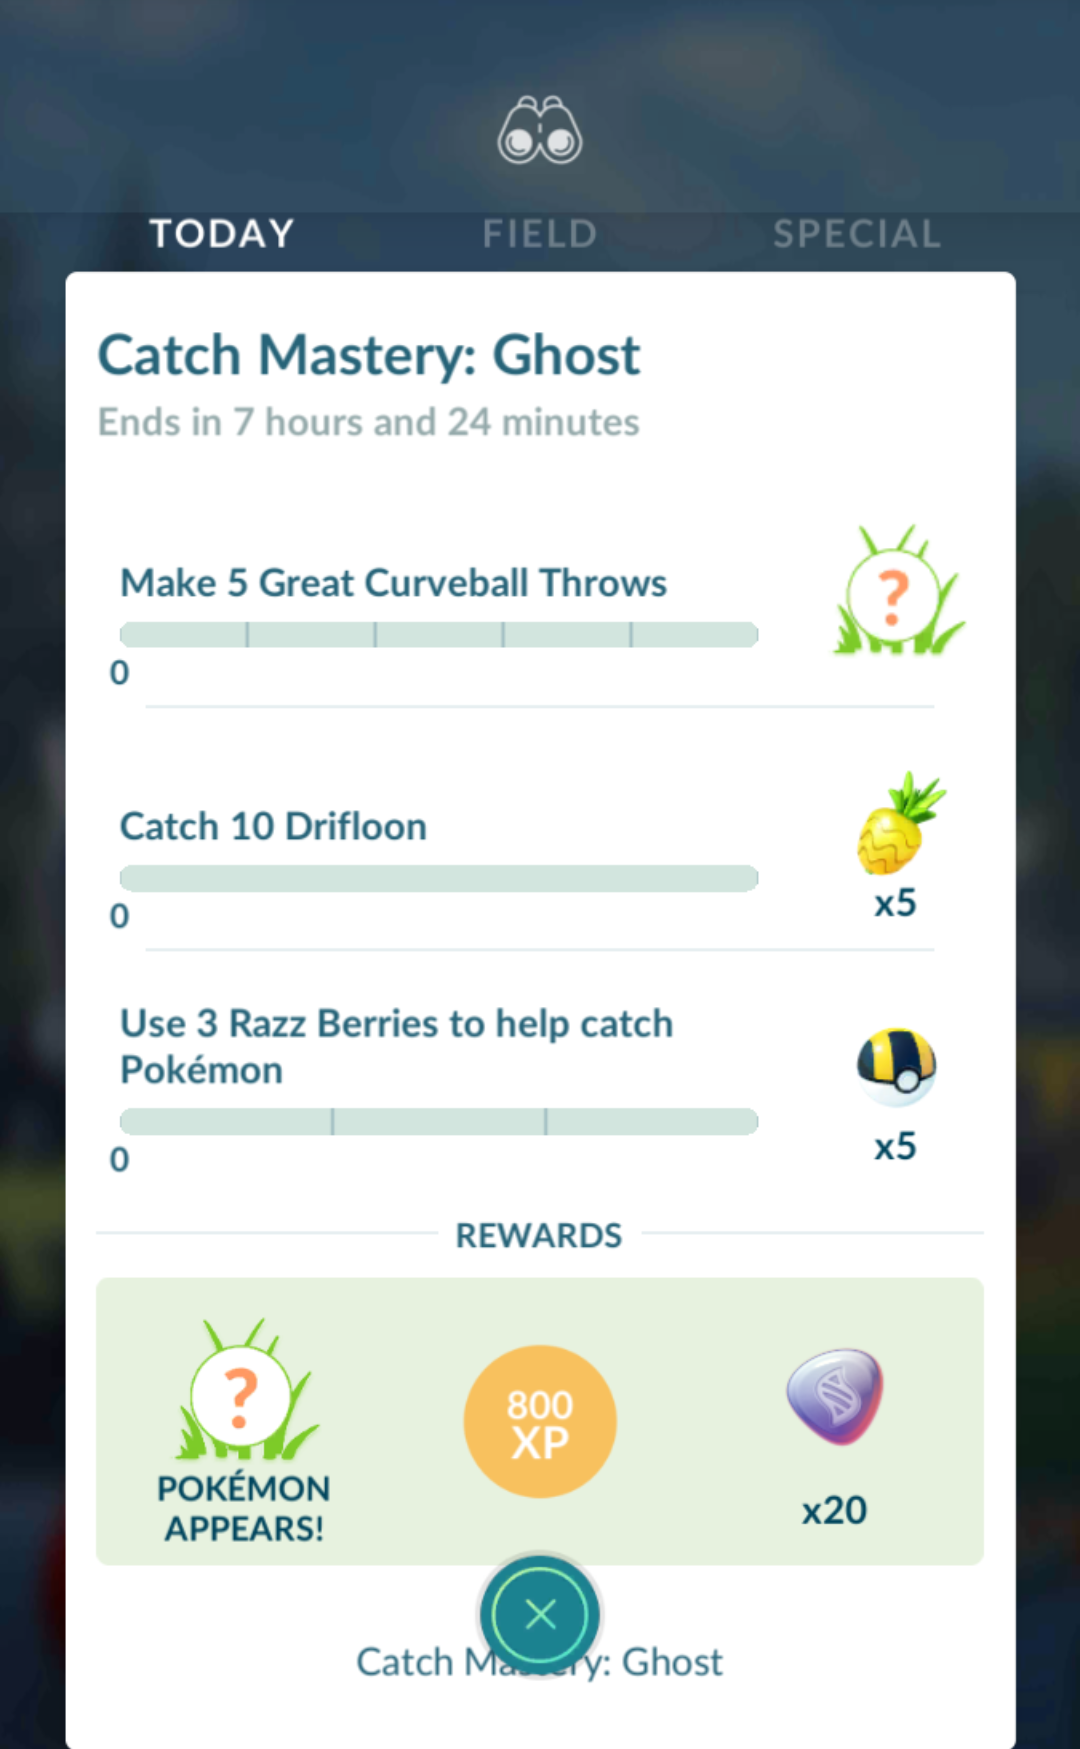 TODAY
FIELD
SPECIAL
Catch Mastery: Ghost
Ends in 7 hours and 24 minutes
Make 5 Great Curveball Throws
?
0
Catch 10 Drifloon
x5
0
Use 3 Razz Berries to help catch
Pokémon
x5
0
REWARDS
?
POKÉMON
APPEARS!
800
XP
x20
Catch Mastery: Ghost